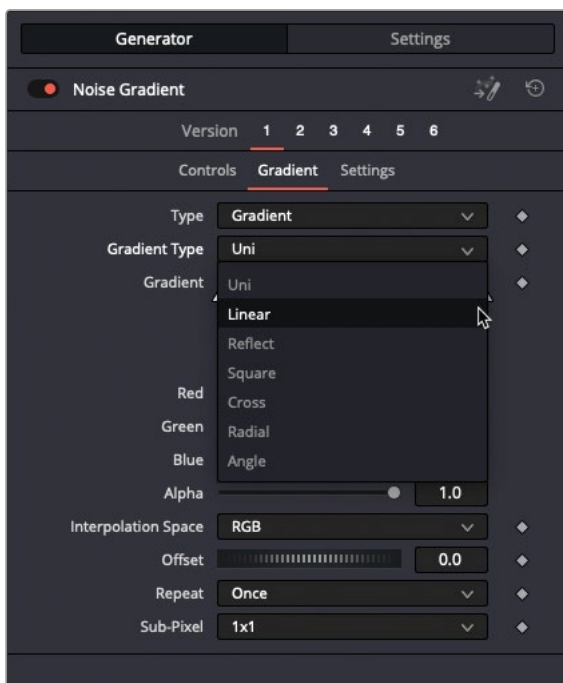 Generator Settings
Noise Gradient
Version 1 2 3 4 5 6
Controls Gradient Settings
Type Gradient
Gradient Type Uni
Gradient Uni
Linear
Reflect
Square
Red Cross
Green Radial
Blue Angle
Alpha 1.0
Interpolation Space RGB
Offset 0.0
Repeat Once
Sub-Pixel 1x1